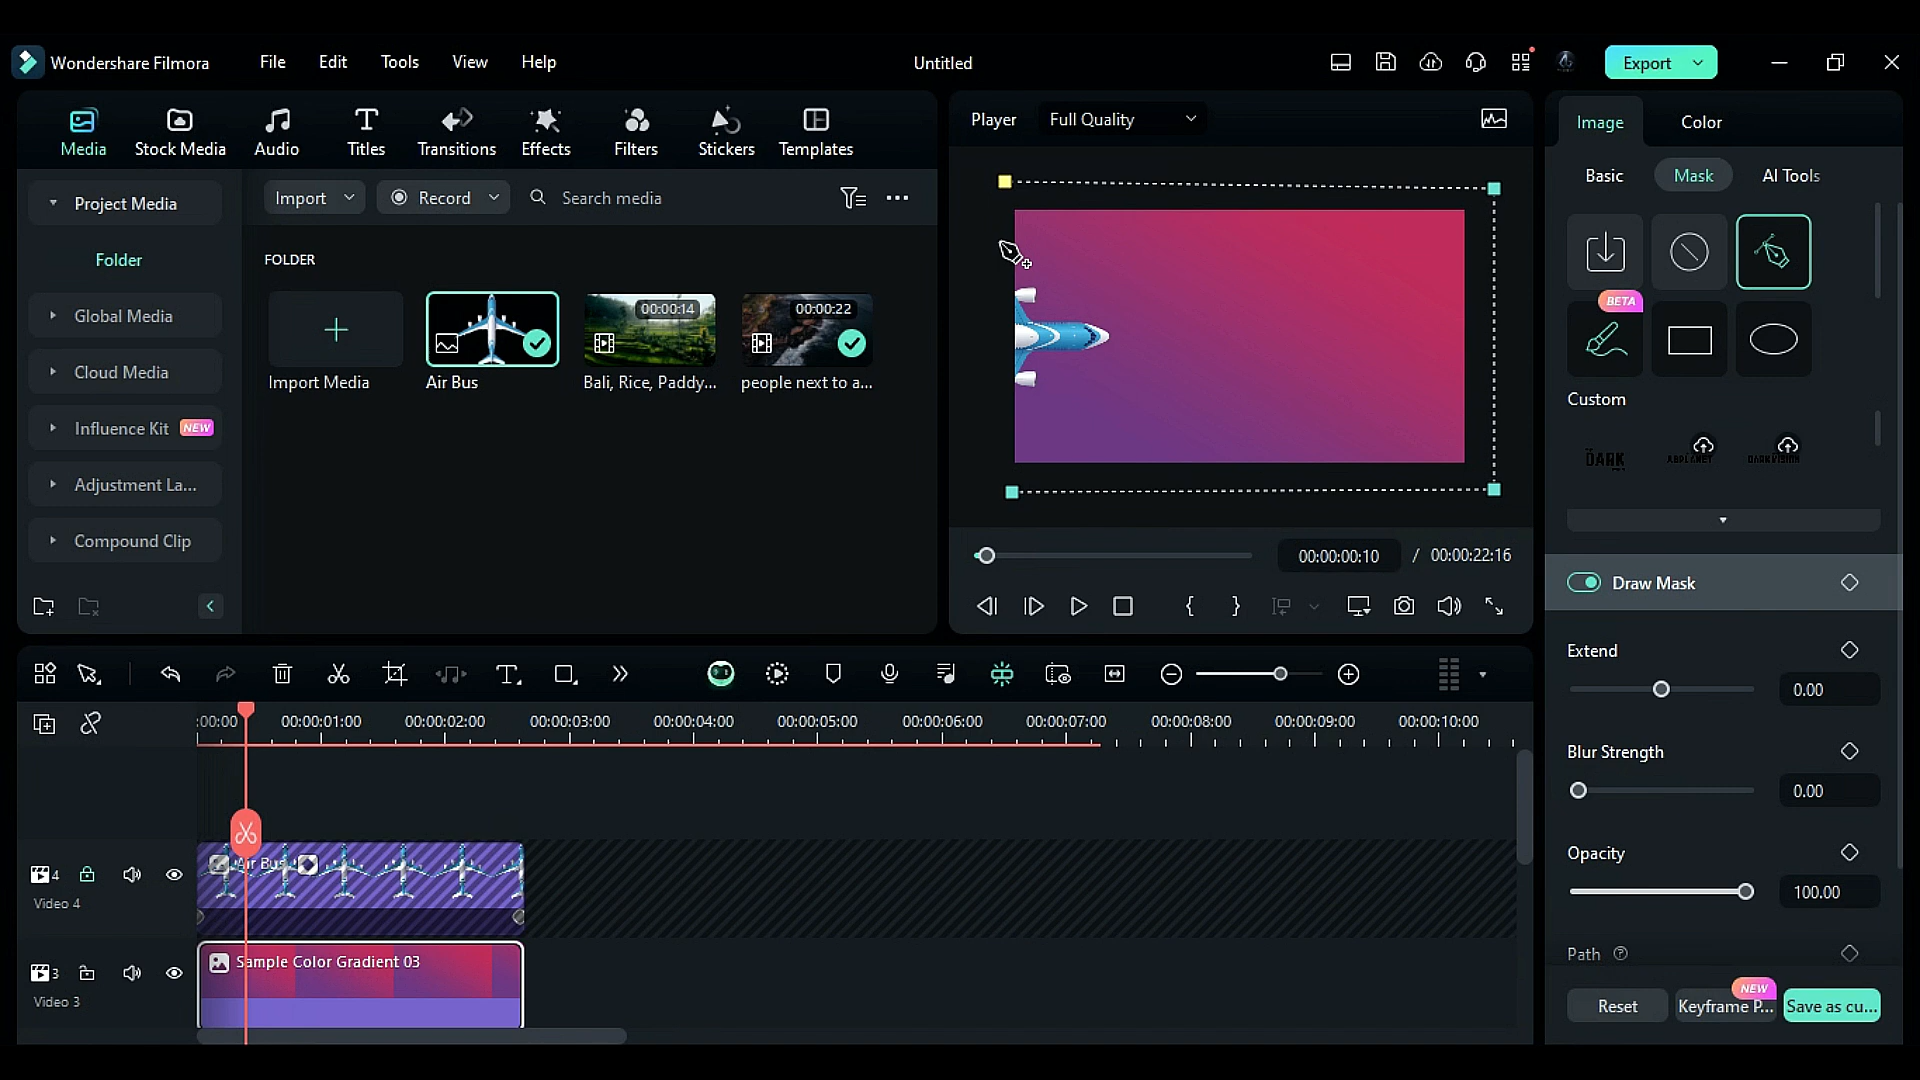 Wondershare Filmora
File
Edit
Tools
View
Help
Untitled
Export
Media
Stock Media
Audio
Titles
Transitions
Effects
Filters
Stickers
Templates
Project Media
Folder
Global Media
Cloud Media
Influence Kit NEW
Adjustment La...
Compound Clip
Import
Record
Search media
FOLDER
Import Media
Air Bus
00:00:14
Bali, Rice, Paddy...
00:00:22
people next to a...
Player
Full Quality
00:00:00:10 / 00:00:22:16
Image
Color
Basic
Mask
AI Tools
BETA
Custom
DARK
Draw Mask
Extend
0.00
Blur Strength
0.00
Opacity
100.00
Path
NEW
Reset
Keyframe P...
Save as cu...
:00:00
00:00:01:00
00:00:02:00
00:00:03:00
00:00:04:00
00:00:05:00
00:00:06:00
00:00:07:00
00:00:08:00
00:00:09:00
00:00:10:00
4
Video 4
Air Bus
3
Video 3
Sample Color Gradient 03